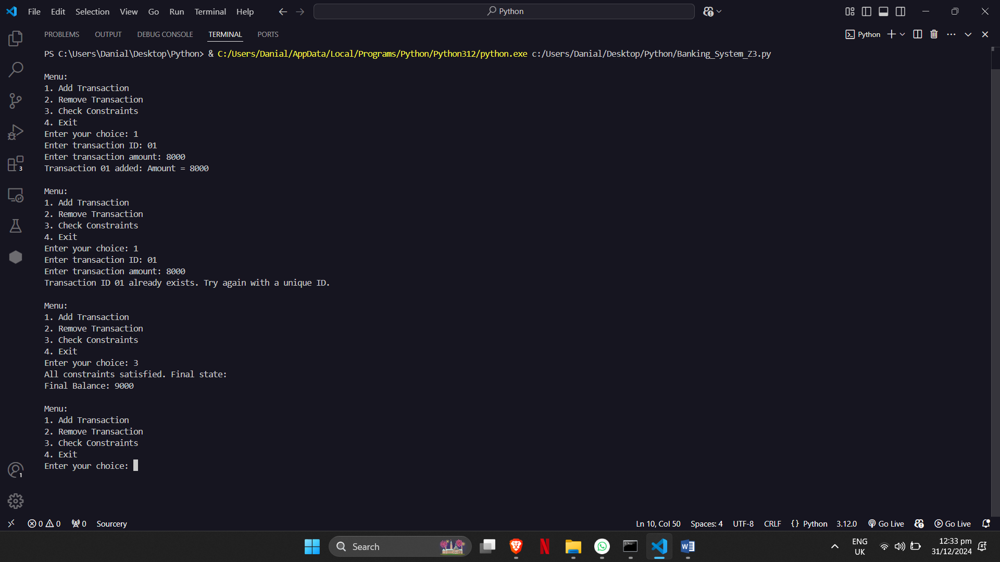 File Edit Selection View Go Run Terminal Help Python
PROBLEMS OUTPUT DEBUG CONSOLE TERMINAL PORTS Python
PS C:\Users\Danial\Desktop\Python> & C:/Users/Danial/AppData/Local/Programs/Python/Python312/python.exe c:/Users/Danial/Desktop/Python/Banking_System_Z3.py
Menu:
1. Add Transaction
2. Remove Transaction
3. Check Constraints
4. Exit
Enter your choice: 1
Enter transaction ID: 01
Enter transaction amount: 8000
Transaction 01 added: Amount = 8000
Menu:
1. Add Transaction
2. Remove Transaction
3. Check Constraints
4. Exit
Enter your choice: 1
Enter transaction ID: 01
Enter transaction amount: 8000
Transaction ID 01 already exists. Try again with a unique ID.
Menu:
1. Add Transaction
2. Remove Transaction
3. Check Constraints
4. Exit
Enter your choice: 3
All constraints satisfied. Final state:
Final Balance: 9000
Menu:
1. Add Transaction
2. Remove Transaction
3. Check Constraints
4. Exit
Enter your choice:
3
1
0 0 0 Sourcery Ln 10, Col 50 Spaces: 4 UTF-8 CRLF {} Python 3.12.0 Go Live Go Live
Search ENG 12:33 pm
UK 31/12/2024